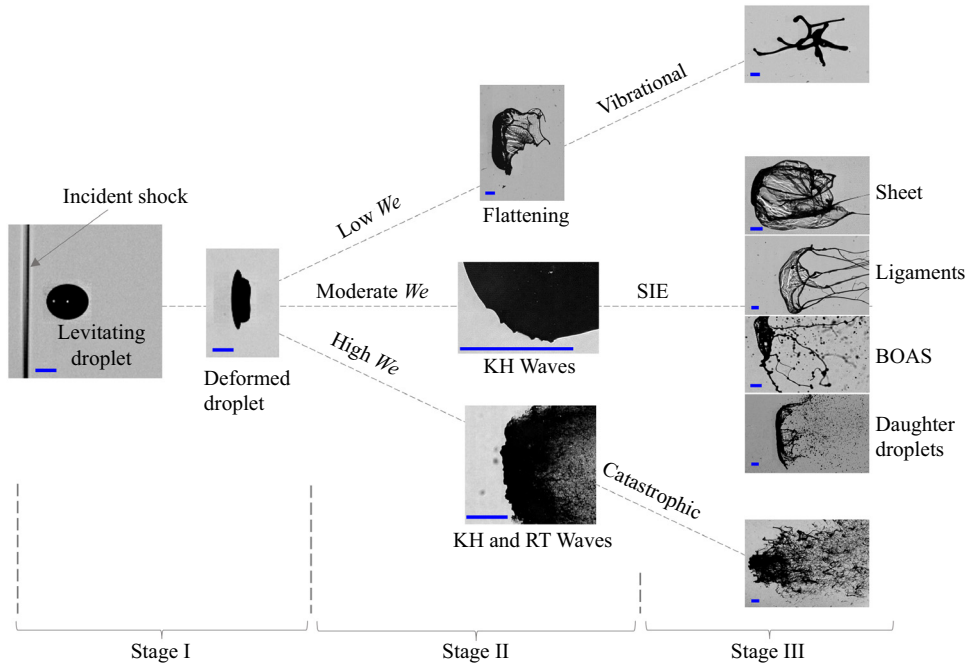 Vibrational
Incident shock
Low We
Flattening
Sheet
Levitating
droplet
Moderate We
SIE
Ligaments
Deformed
droplet
High We
KH Waves
BOAS
Daughter
droplets
KH and RT Waves
Catastrophic
Stage I
Stage II
Stage III